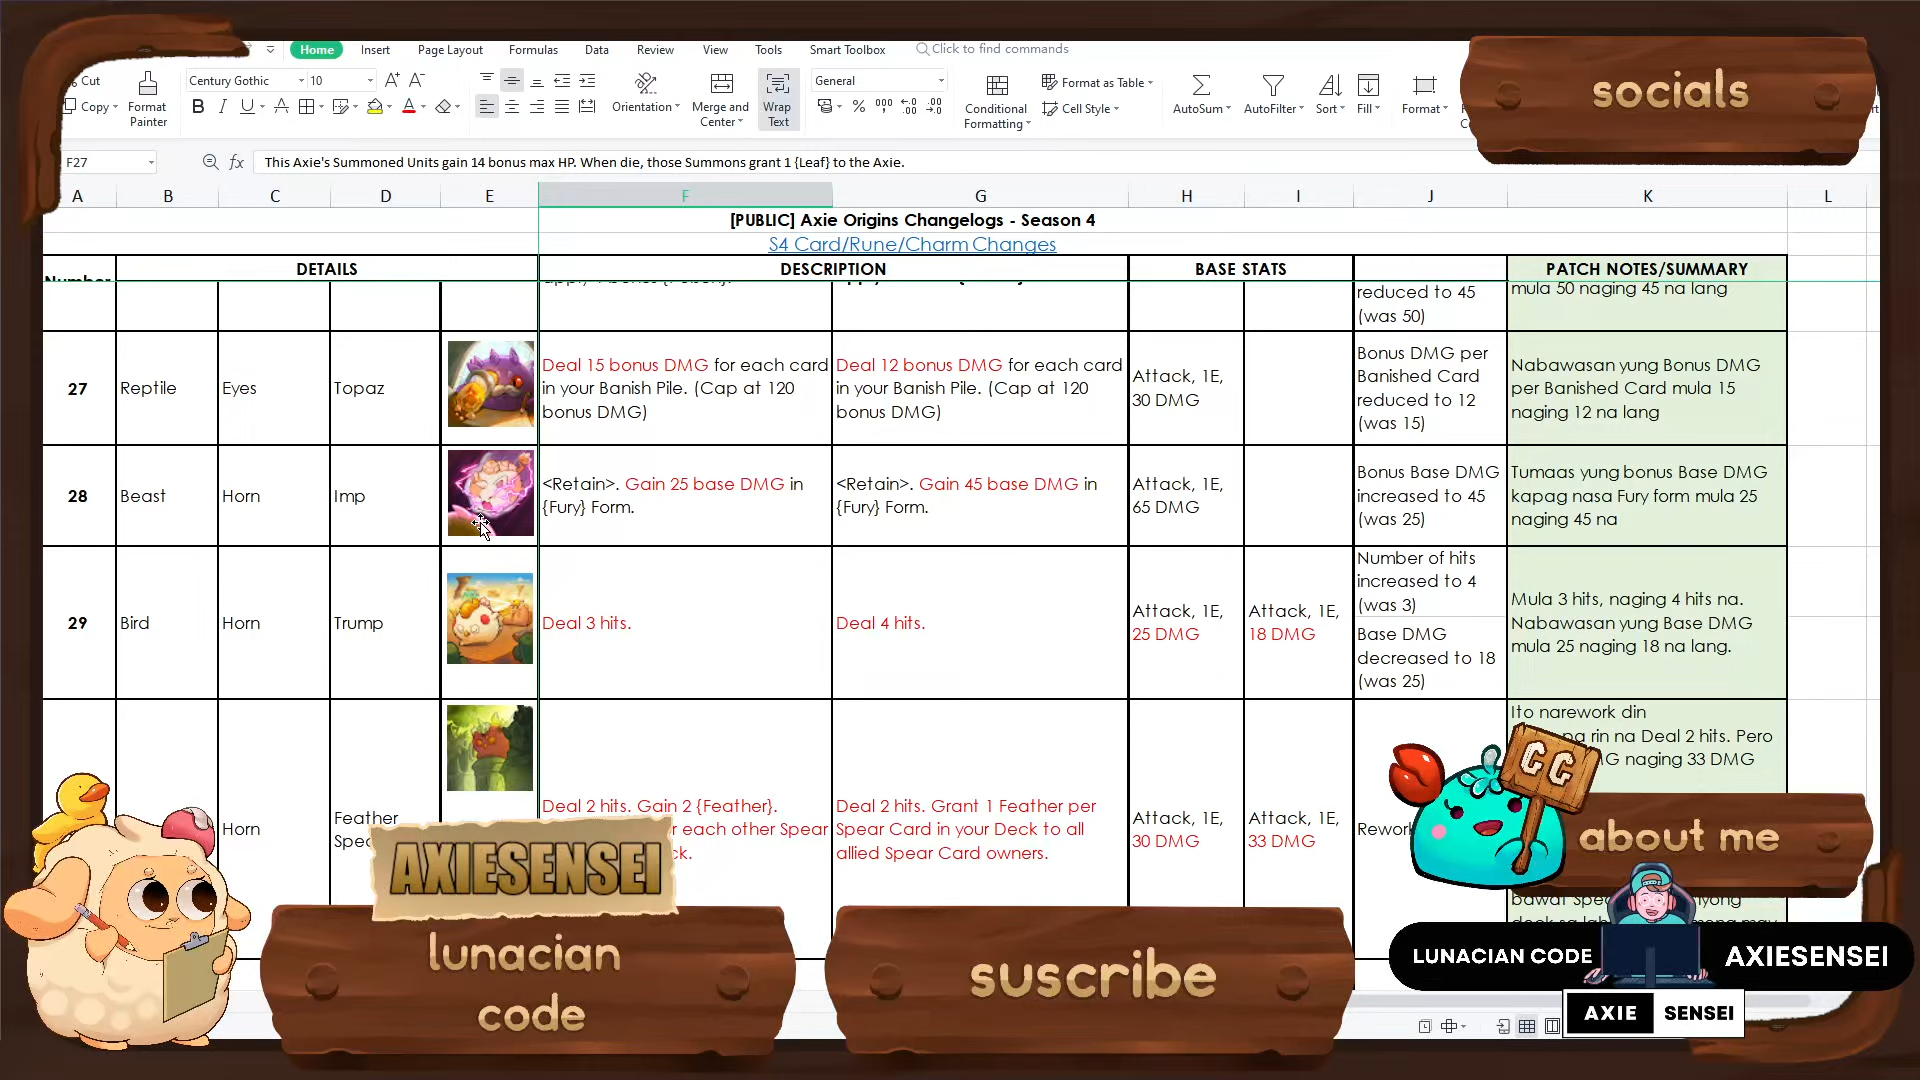 Home Insert Page Layout Formulas Data Review View Tools Smart Toolbox Click to find commands
socials
Cut Century Gothic 10 General Format as Table
Copy Format Painter Orientation Merge and Center Wrap Text Conditional Formatting Cell Style AutoSum AutoFilter Sort Fill Format
F27 fx This Axie's Summoned Units gain 14 bonus max HP. When die, those Summons grant 1 {Leaf} to the Axie.
A B C D E F G H I J K L
[PUBLIC] Axie Origins Changelogs - Season 4
S4 Card/Rune/Charm Changes
DETAILS DESCRIPTION BASE STATS PATCH NOTES/SUMMARY
reduced to 45
(was 50)
mula 50 naging 45 na lang
27
Reptile
Eyes
Topaz
Deal 15 bonus DMG for each card
in your Banish Pile. (Cap at 120
bonus DMG)
Deal 12 bonus DMG for each card
in your Banish Pile. (Cap at 120
bonus DMG)
Attack, 1E,
30 DMG
Bonus DMG per
Banished Card
reduced to 12
(was 15)
Nabawasan yung Bonus DMG
per Banished Card mula 15
naging 12 na lang
28
Beast
Horn
Imp
<Retain>. Gain 25 base DMG in
{Fury} Form.
<Retain>. Gain 45 base DMG in
{Fury} Form.
Attack, 1E,
65 DMG
Bonus Base DMG
increased to 45
(was 25)
Tumaas yung bonus Base DMG
kapag nasa Fury form mula 25
naging 45 na
29
Bird
Horn
Trump
Deal 3 hits.
Deal 4 hits.
Attack, 1E,
25 DMG
Attack, 1E,
18 DMG
Number of hits
increased to 4
(was 3)
Base DMG
decreased to 18
(was 25)
Mula 3 hits, naging 4 hits na.
Nabawasan yung Base DMG
mula 25 naging 18 na lang.
Horn
Feather
Deal 2 hits. Gain 2 {Feather}.
each other Spear
Deal 2 hits. Grant 1 Feather per
Spear Card in your Deck to all
allied Spear Card owners.
Attack, 1E,
30 DMG
Attack, 1E,
33 DMG
Ito narework din
rin na Deal 2 hits. Pero
naging 33 DMG
CC
about me
AXIESENSEI
lunacian
code
suscribe
LUNACIAN CODE AXIESENSEI
AXIE SENSEI